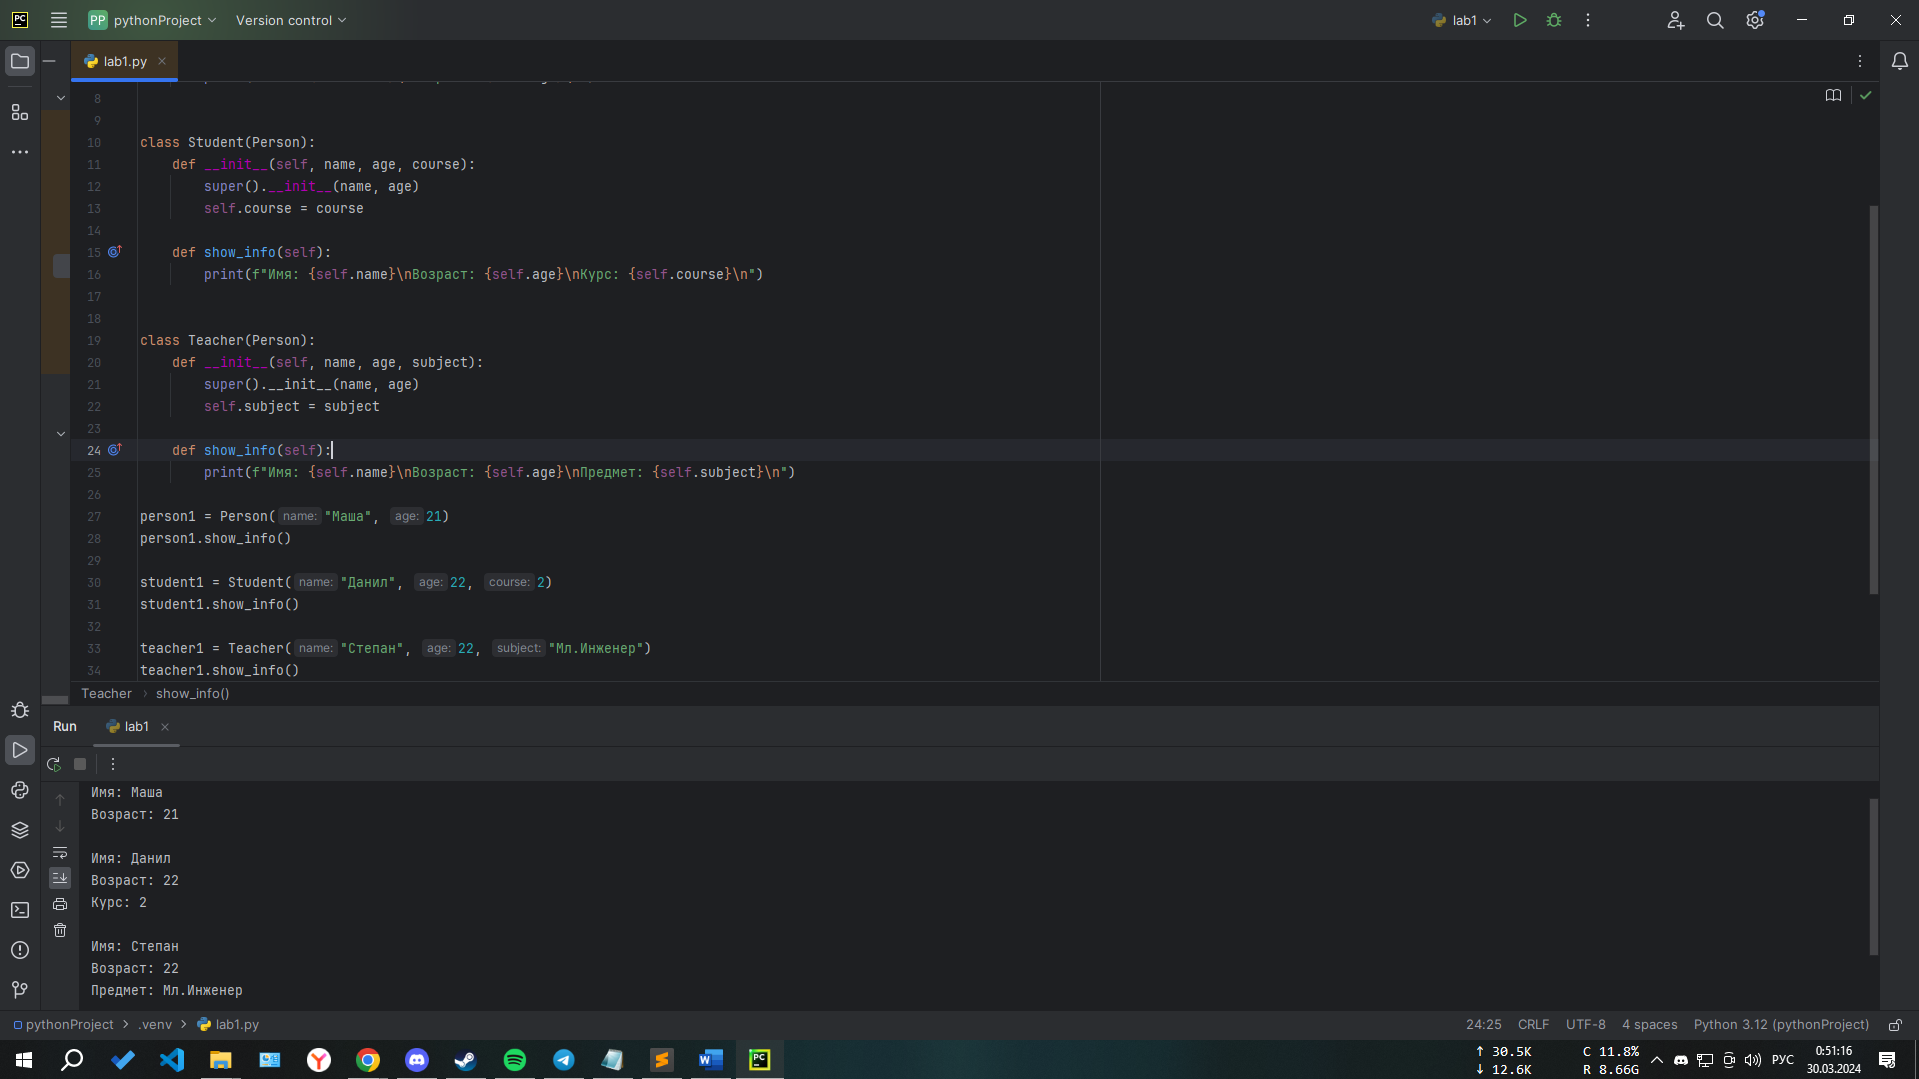 PC PP pythonProject Version control lab1
lab1.py
8
9
10 class Student(Person):
11 def __init__(self, name, age, course):
12 super().__init__(name, age)
13 self.course = course
14
15 def show_info(self):
16 print(f"Имя: {self.name}\nВозраст: {self.age}\nКурс: {self.course}\n")
17
18
19 class Teacher(Person):
20 def __init__(self, name, age, subject):
21 super().__init__(name, age)
22 self.subject = subject
23
24 def show_info(self):
25 print(f"Имя: {self.name}\nВозраст: {self.age}\nПредмет: {self.subject}\n")
26
27 person1 = Person( name: "Маша", age: 21)
28 person1.show_info()
29
30 student1 = Student( name: "Данил", age: 22, course: 2)
31 student1.show_info()
32
33 teacher1 = Teacher( name: "Степан", age: 22, subject: "Мл.Инженер")
34 teacher1.show_info()
Teacher show_info()
Run lab1
Имя: Маша
Возраст: 21
Имя: Данил
Возраст: 22
Курс: 2
Имя: Степан
Возраст: 22
Предмет: Мл.Инженер
pythonProject .venv lab1.py 24:25 CRLF UTF-8 4 spaces Python 3.12 (pythonProject)
30.5K C 11.8% РУС 0:51:16
12.6K R 8.66G 30.03.2024